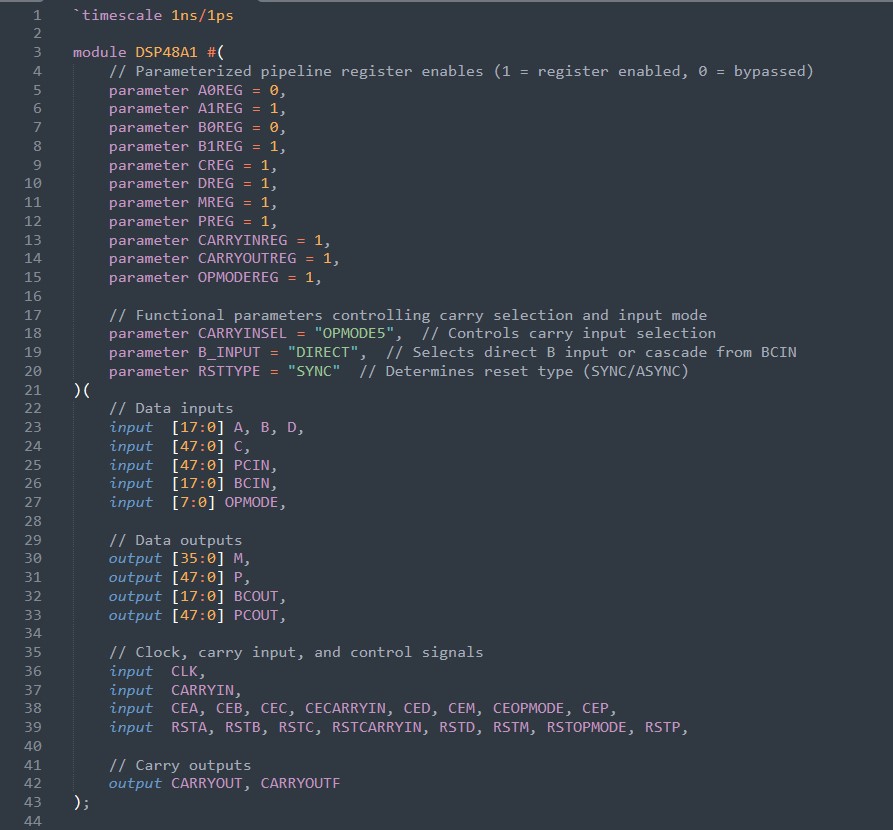 1 `timescale 1ns/1ps
2
3 module DSP48A1 #(
4 // Parameterized pipeline register enables (1 = register enabled, 0 = bypassed)
5 parameter A0REG = 0,
6 parameter A1REG = 1,
7 parameter B0REG = 0,
8 parameter B1REG = 1,
9 parameter CREG = 1,
10 parameter DREG = 1,
11 parameter MREG = 1,
12 parameter PREG = 1,
13 parameter CARRYINREG = 1,
14 parameter CARRYOUTREG = 1,
15 parameter OPMODEREG = 1,
16
17 // Functional parameters controlling carry selection and input mode
18 parameter CARRYINSEL = "OPMODE5", // Controls carry input selection
19 parameter B_INPUT = "DIRECT", // Selects direct B input or cascade from BCIN
20 parameter RSTTYPE = "SYNC" // Determines reset type (SYNC/ASYNC)
21 )(
22 // Data inputs
23 input [17:0] A, B, D,
24 input [47:0] C,
25 input [47:0] PCIN,
26 input [17:0] BCIN,
27 input [7:0] OPMODE,
28
29 // Data outputs
30 output [35:0] M,
31 output [47:0] P,
32 output [17:0] BCOUT,
33 output [47:0] PCOUT,
34
35 // Clock, carry input, and control signals
36 input CLK,
37 input CARRYIN,
38 input CEA, CEB, CEC, CECARRYIN, CED, CEM, CEOPMODE, CEP,
39 input RSTA, RSTB, RSTC, RSTCARRYIN, RSTD, RSTM, RSTOPMODE, RSTP,
40
41 // Carry outputs
42 output CARRYOUT, CARRYOUTF
43 );
44